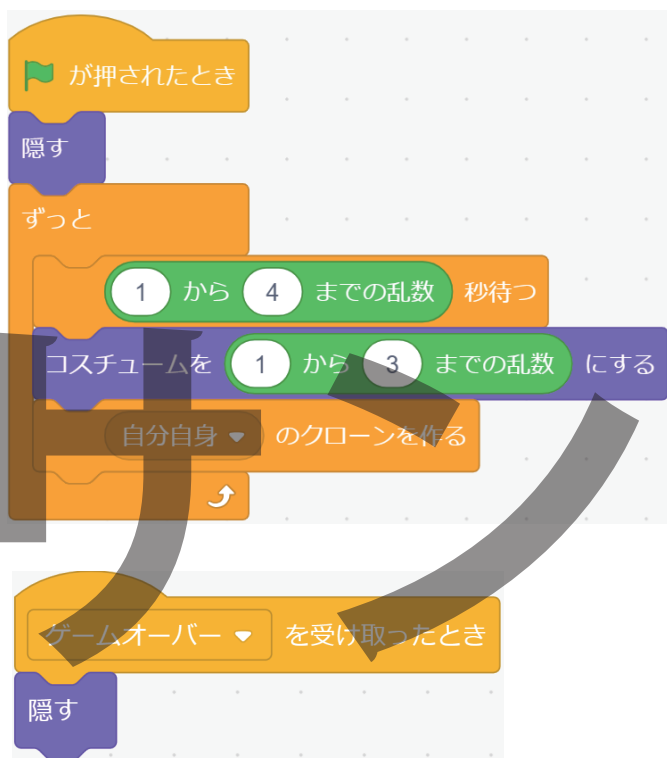 が押されたとき
隠す
ずっと
1 から 4 までの乱数 秒待つ
コスチュームを 1 から 3 までの乱数 にする
自分自身 のクローンを作る
ゲームオーバー を受け取ったとき
隠す